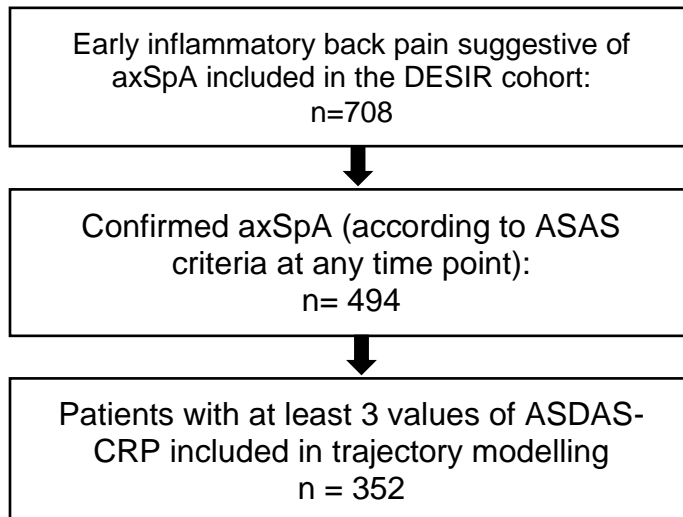 Early inflammatory back pain suggestive of
axSpA included in the DESIR cohort:
n=708
Confirmed axSpA (according to ASAS
criteria at any time point):
n= 494
Patients with at least 3 values of ASDAS-
CRP included in trajectory modelling
n = 352